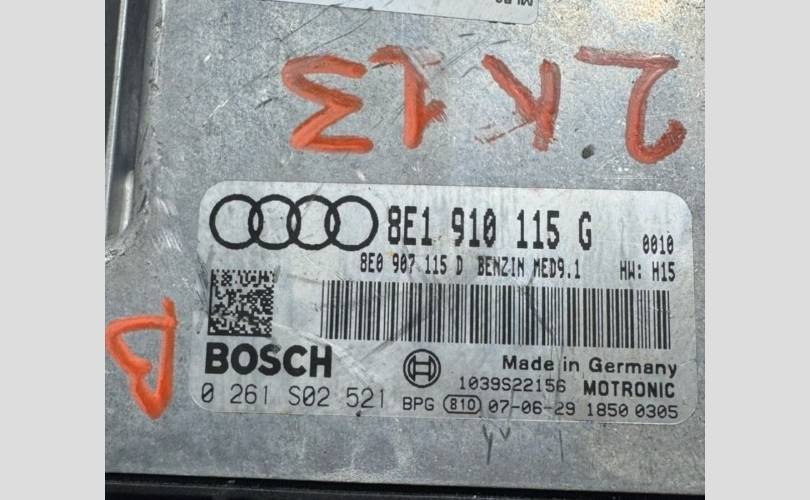 2K13
8E1 910 115 G 0010
8E0 907 115 D BENZIN MED9.1 HW: H15
B
BOSCH
Made in Germany
1039S22156 MOTRONIC
0 261 S02 521 BPG 810 07-06-29 1850 0305